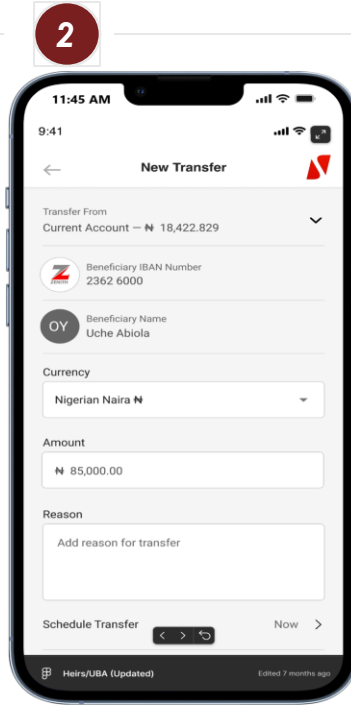 2
11:45 AM
9:41
New Transfer
Transfer From
Current Account — ₦ 18,422.829
Beneficiary IBAN Number
2362 6000
ZENITH
OY
Beneficiary Name
Uche Abiola
Currency
Nigerian Naira ₦
Amount
₦ 85,000.00
Reason
Add reason for transfer
Schedule Transfer
Now
Heirs/UBA (Updated)
Edited 7 months ago